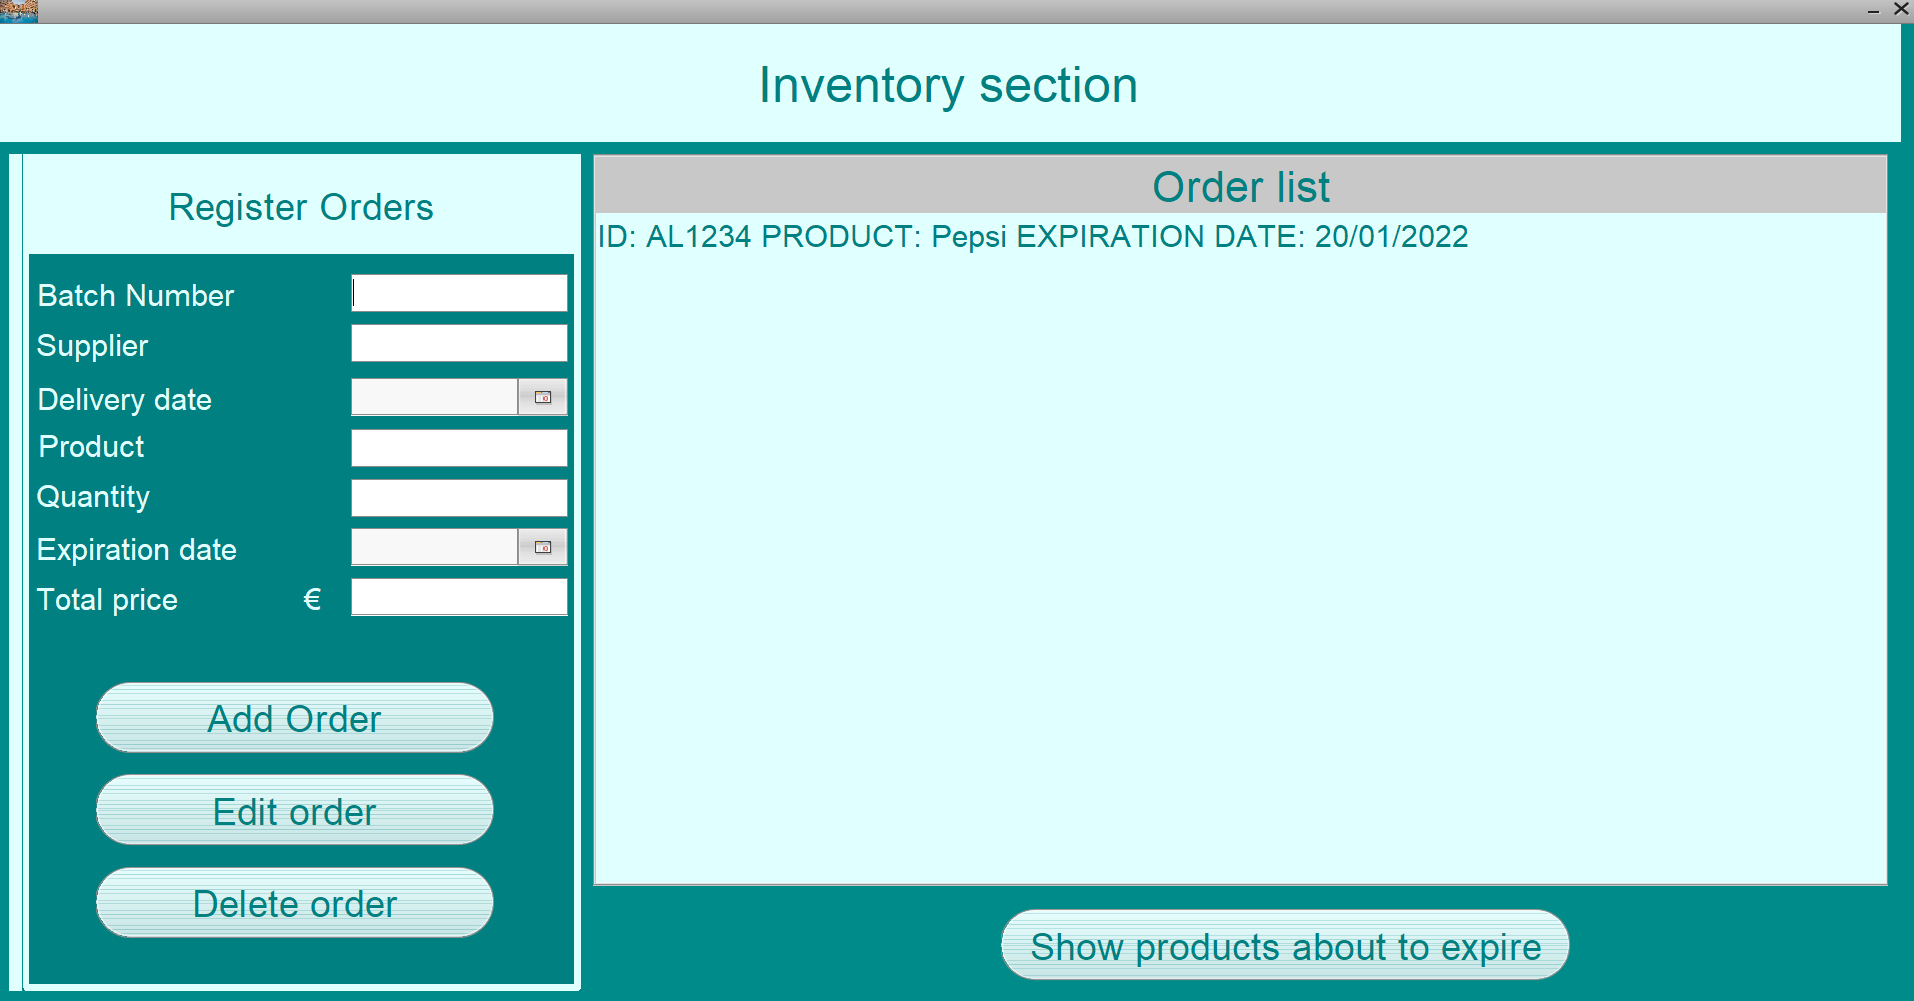 Inventory section
Register Orders
Batch Number
Supplier
Delivery date
Product
Quantity
Expiration date
Total price €
Add Order
Edit order
Delete order
Order list
ID: AL1234 PRODUCT: Pepsi EXPIRATION DATE: 20/01/2022
Show products about to expire